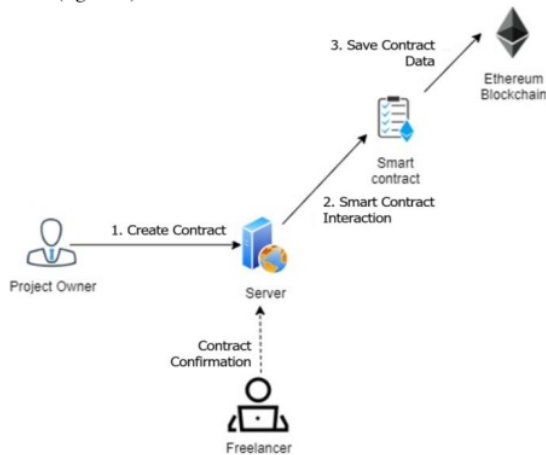 3. Save Contract
Data
Ethereum
Blockchain
Smart
contract
2. Smart Contract
Interaction
1. Create Contract
Project Owner
Server
Contract
Confirmation
Freelancer